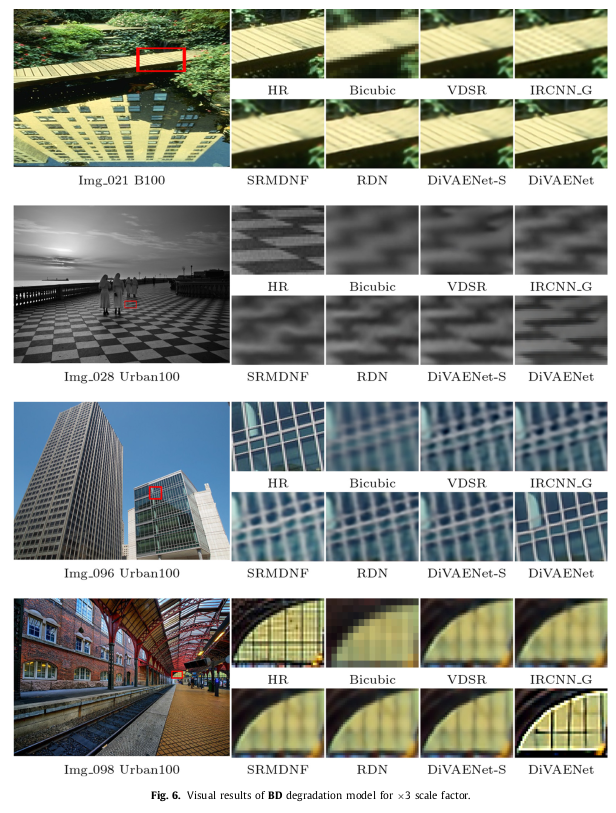 HR Bicubic VDSR IRCNN_G
Img_021 B100 SRMDNF RDN DiVAENet-S DiVAENet
HR Bicubic VDSR IRCNN_G
Img_028 Urban100 SRMDNF RDN DiVAENet-S DiVAENet
HR Bicubic VDSR IRCNN_G
Img_096 Urban100 SRMDNF RDN DiVAENet-S DiVAENet
HR Bicubic VDSR IRCNN_G
Img_098 Urban100 SRMDNF RDN DiVAENet-S DiVAENet
Fig. 6. Visual results of BD degradation model for ×3 scale factor.